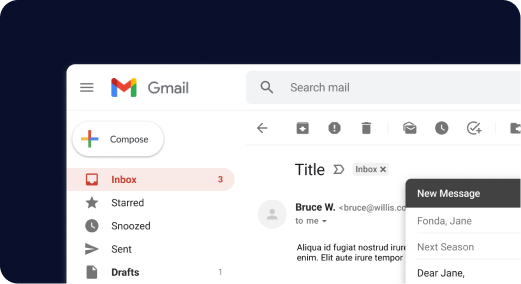 Gmail
Search mail
Compose
Title
Inbox
Inbox 3
New Message
Starred
Bruce W. <bruce@willis.co
Fonda, Jane
Snoozed
to me
Next Season
Sent
Aliqua id fugiat nostrud irure
enim. Elit aute irure tempor
Drafts 1
Dear Jane,